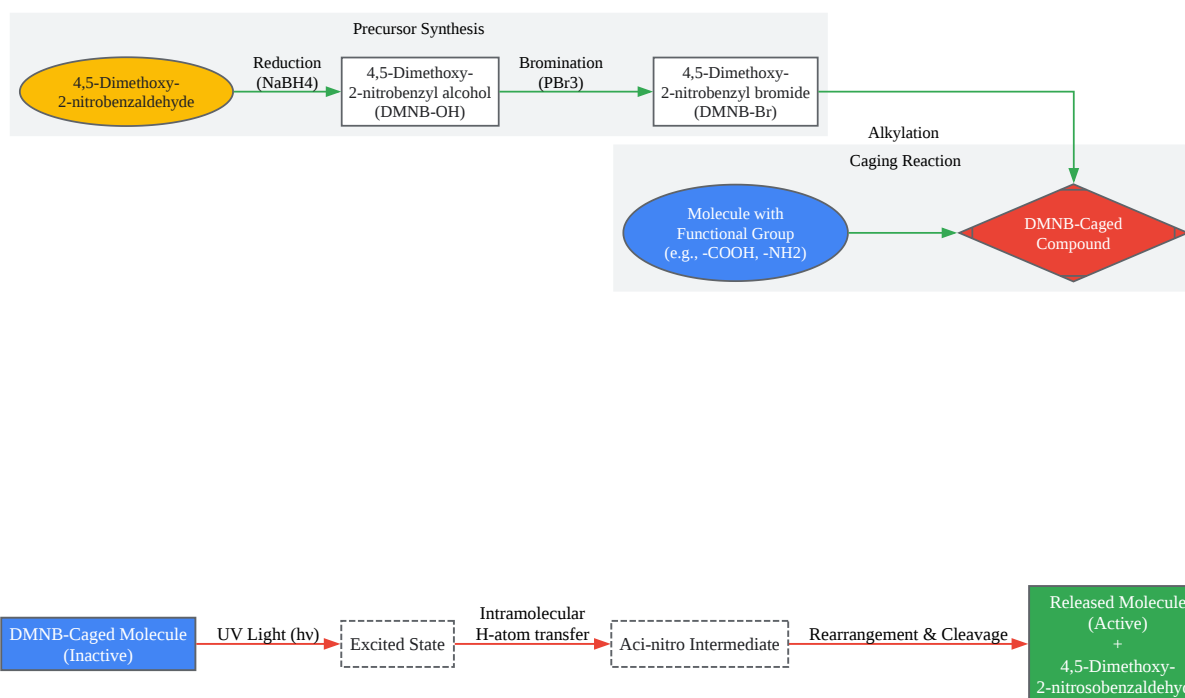 Precursor Synthesis
4,5-Dimethoxy-
2-nitrobenzaldehyde
Reduction
(NaBH4)
4,5-Dimethoxy-
2-nitrobenzyl alcohol
(DMNB-OH)
Bromination
(PBr3)
4,5-Dimethoxy-
2-nitrobenzyl bromide
(DMNB-Br)
Alkylation
Caging Reaction
Molecule with
Functional Group
(e.g., -COOH, -NH2)
DMNB-Caged
Compound
DMNB-Caged Molecule
(Inactive)
UV Light (hν)
Excited State
Intramolecular
H-atom transfer
Aci-nitro Intermediate
Rearrangement & Cleavage
Released Molecule
(Active)
+
4,5-Dimethoxy-
2-nitrosobenzaldehyde